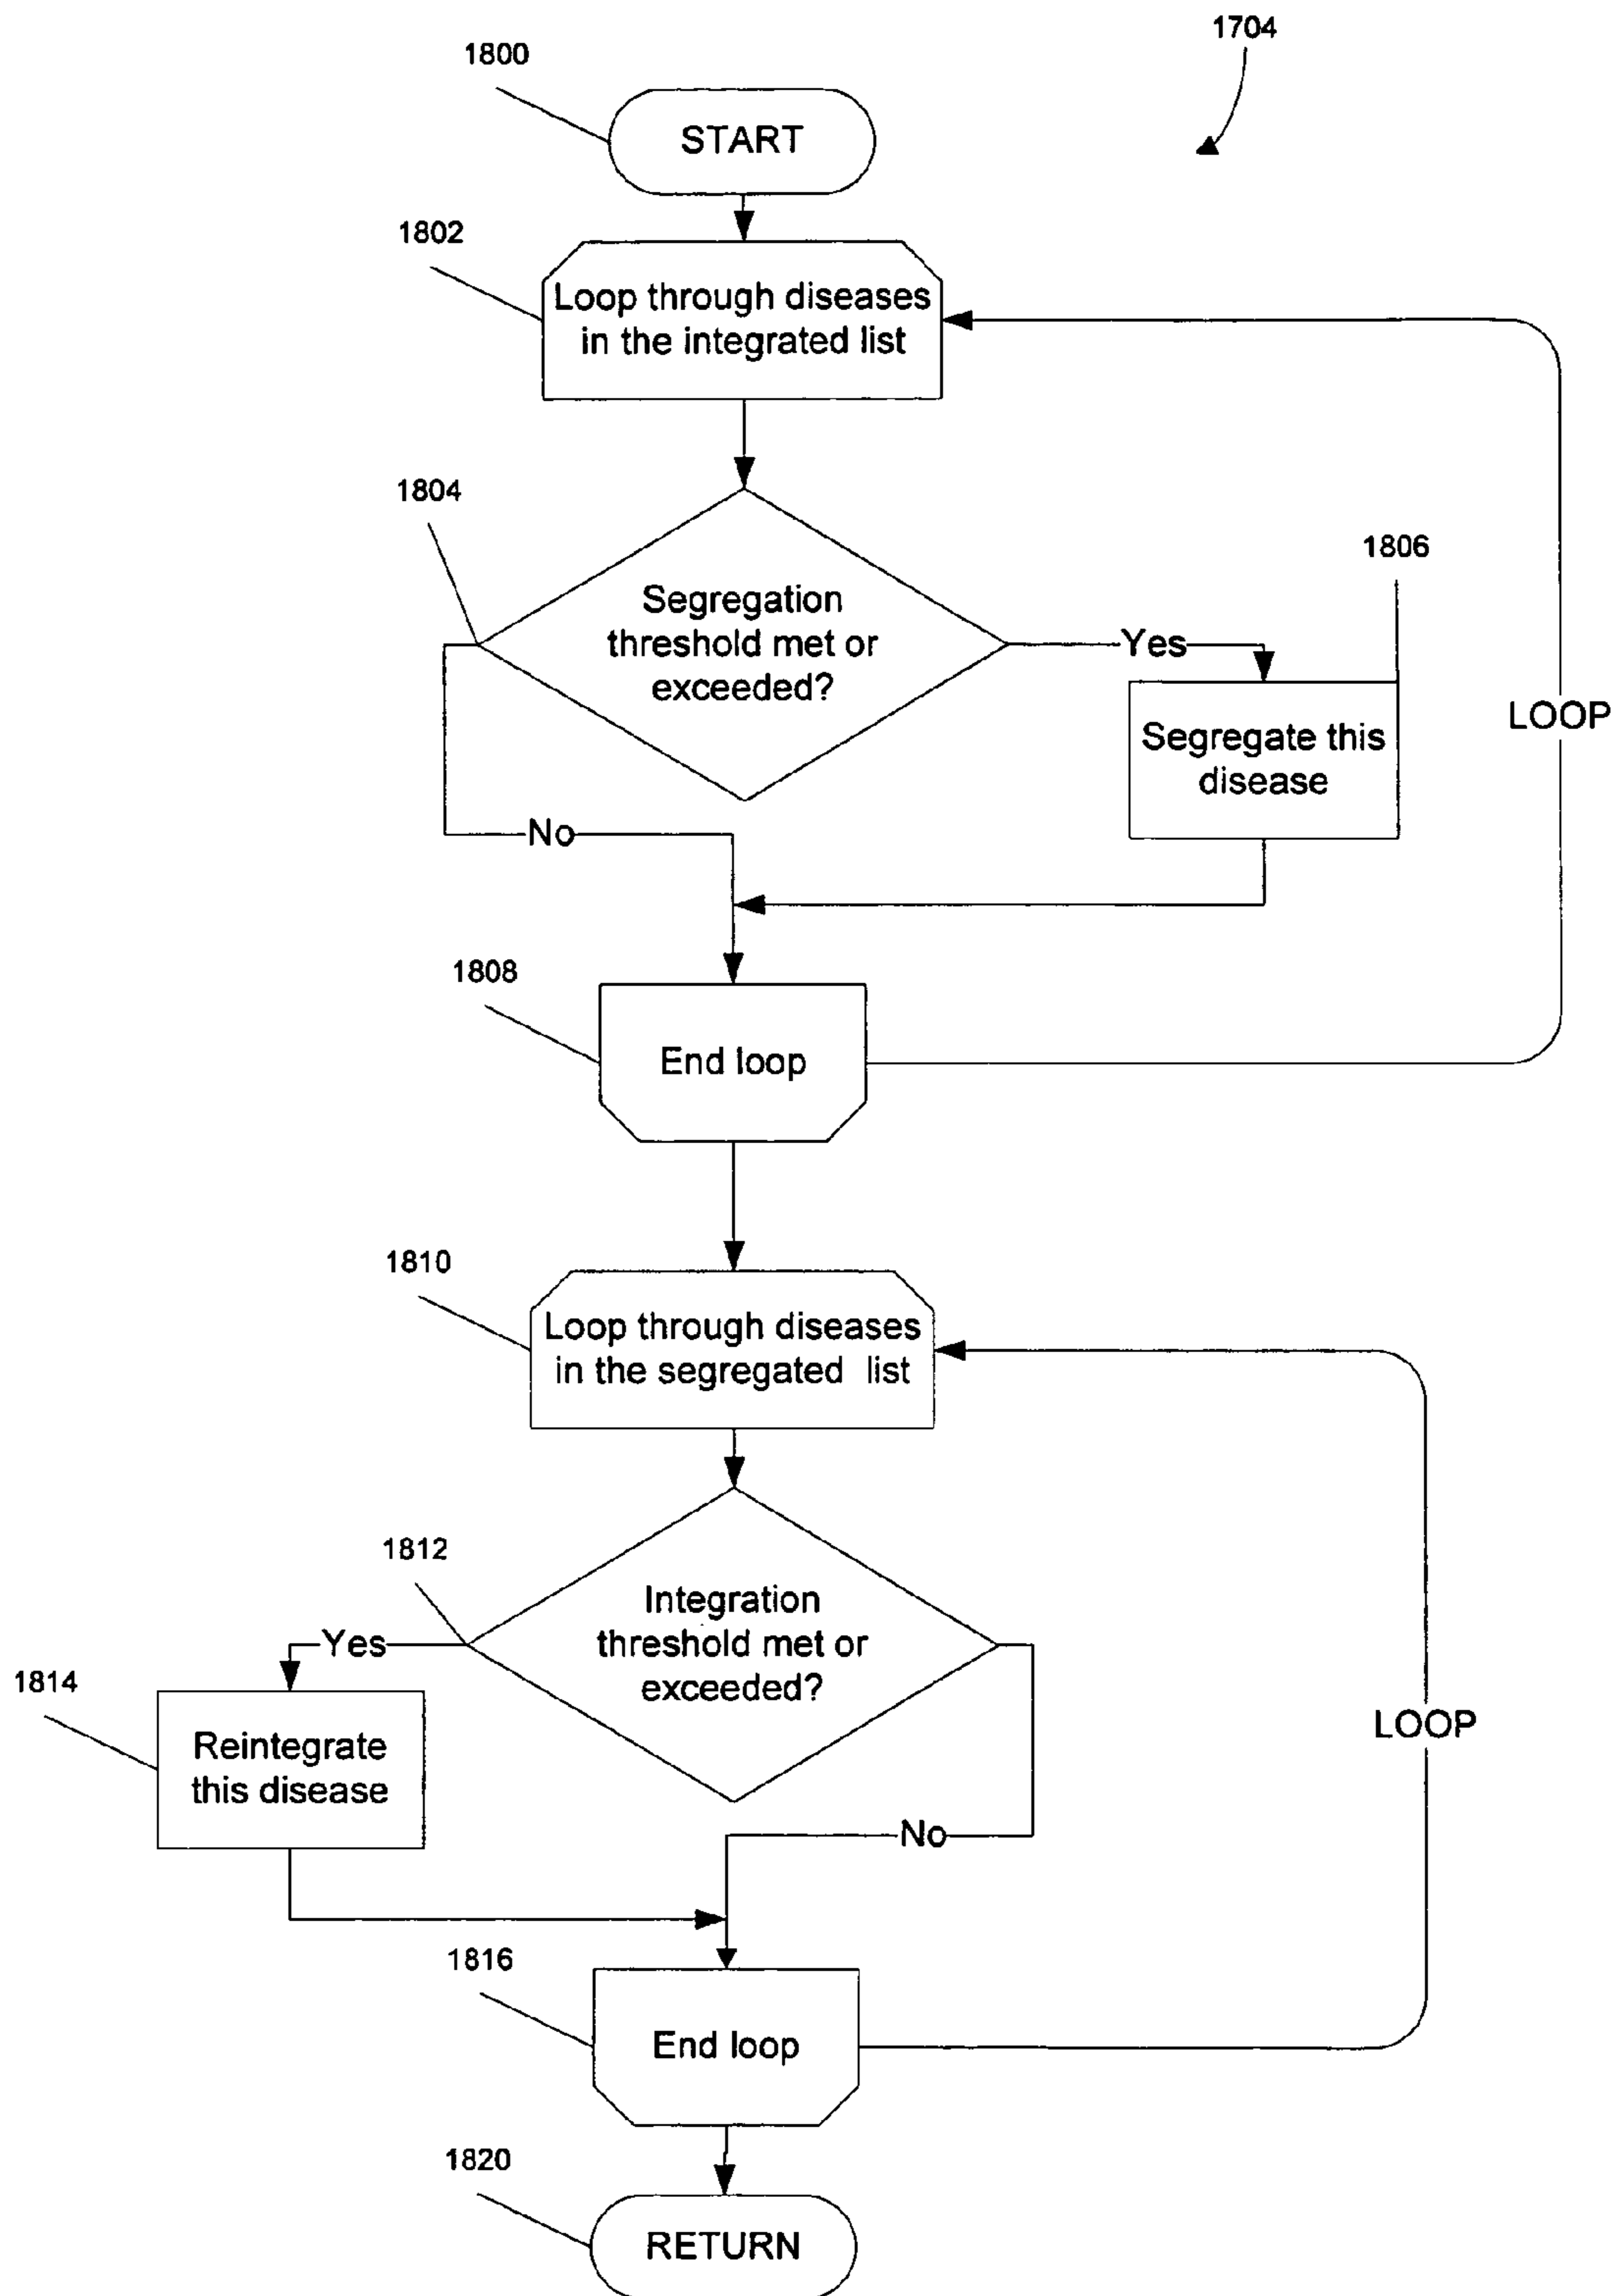 1704
1800
START
1802
Loop through diseases
in the integrated list
1804
Segregation
threshold met or
exceeded?
Yes
1806
Segregate this
disease
LOOP
No
1808
End loop
1810
Loop through diseases
in the segregated list
1812
Integration
threshold met or
exceeded?
Yes
1814
Reintegrate
this disease
LOOP
No
1816
End loop
1820
RETURN